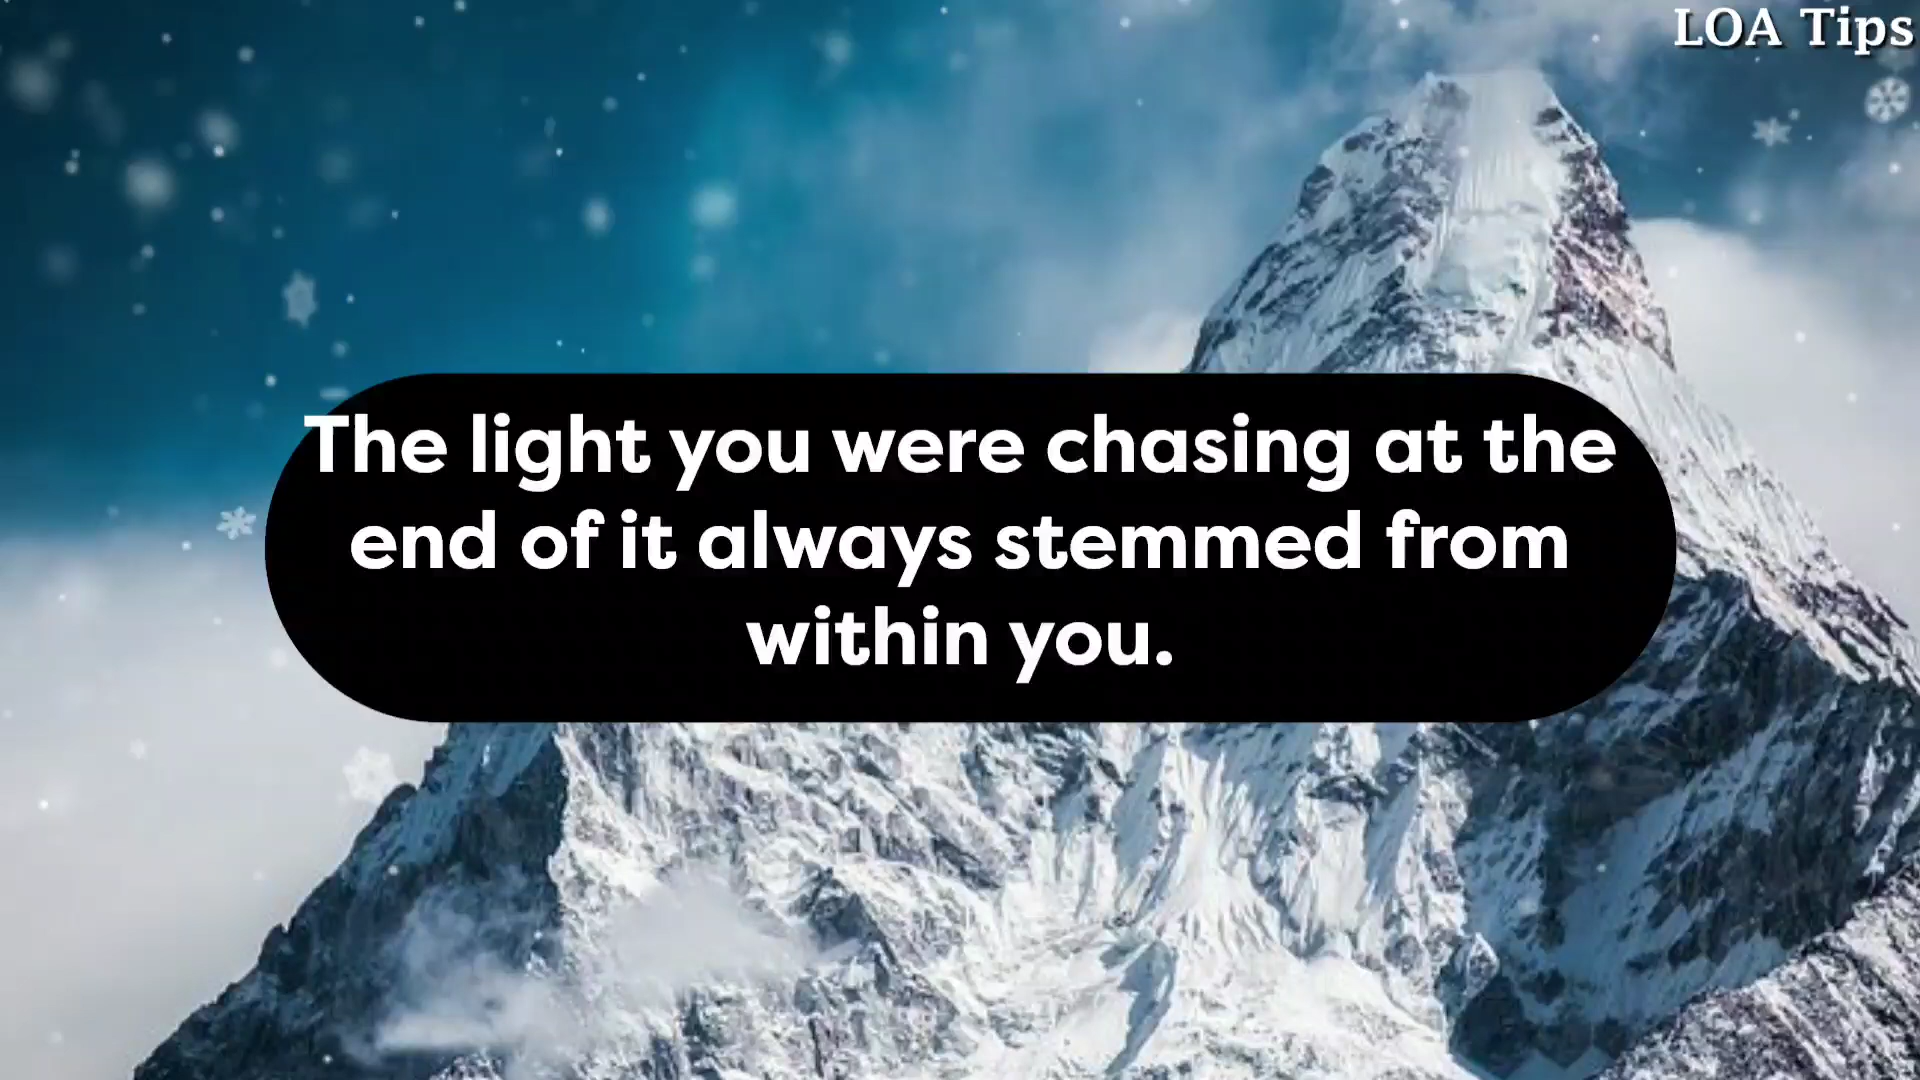 LOA Tips
The light you were chasing at the
end of it always stemmed from
within you.